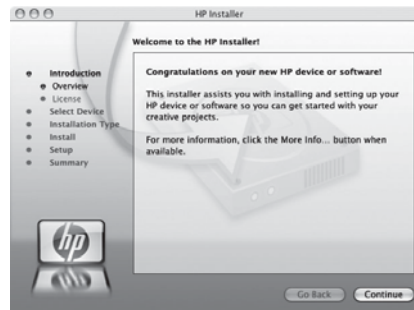 HP Installer
Welcome to the HP Installer!
Introduction
Overview
License
Select Device
Installation Type
Install
Setup
Summary
Congratulations on your new HP device or software!
This installer assists you with installing and setting up your
HP device or software so you can get started with your
creative projects.
For more information, click the More Info... button when
available.
hp
Go Back
Continue